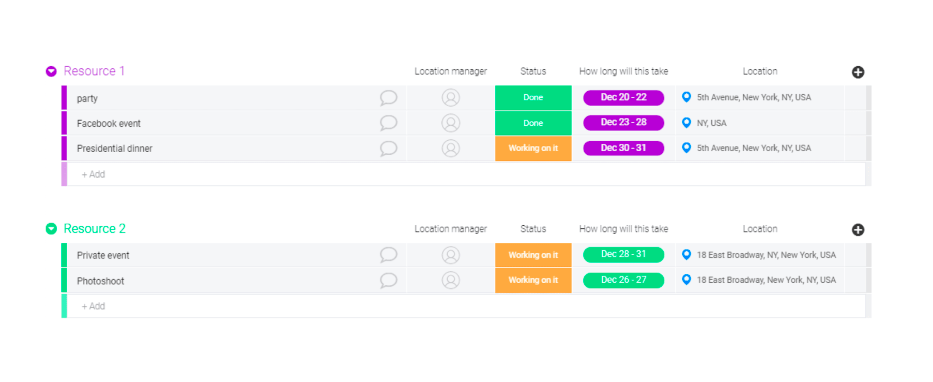 Resource 1 Location manager Status How long will this take Location
party Done Dec 20 - 22 5th Avenue, New York, NY, USA
Facebook event Done Dec 23 - 28 NY, USA
Presidential dinner Working on it Dec 30 - 31 5th Avenue, New York, NY, USA
+ Add
Resource 2 Location manager Status How long will this take Location
Private event Working on it Dec 28 - 31 18 East Broadway, NY, New York, USA
Photoshoot Working on it Dec 26 - 27 18 East Broadway, New York, NY, USA
+ Add